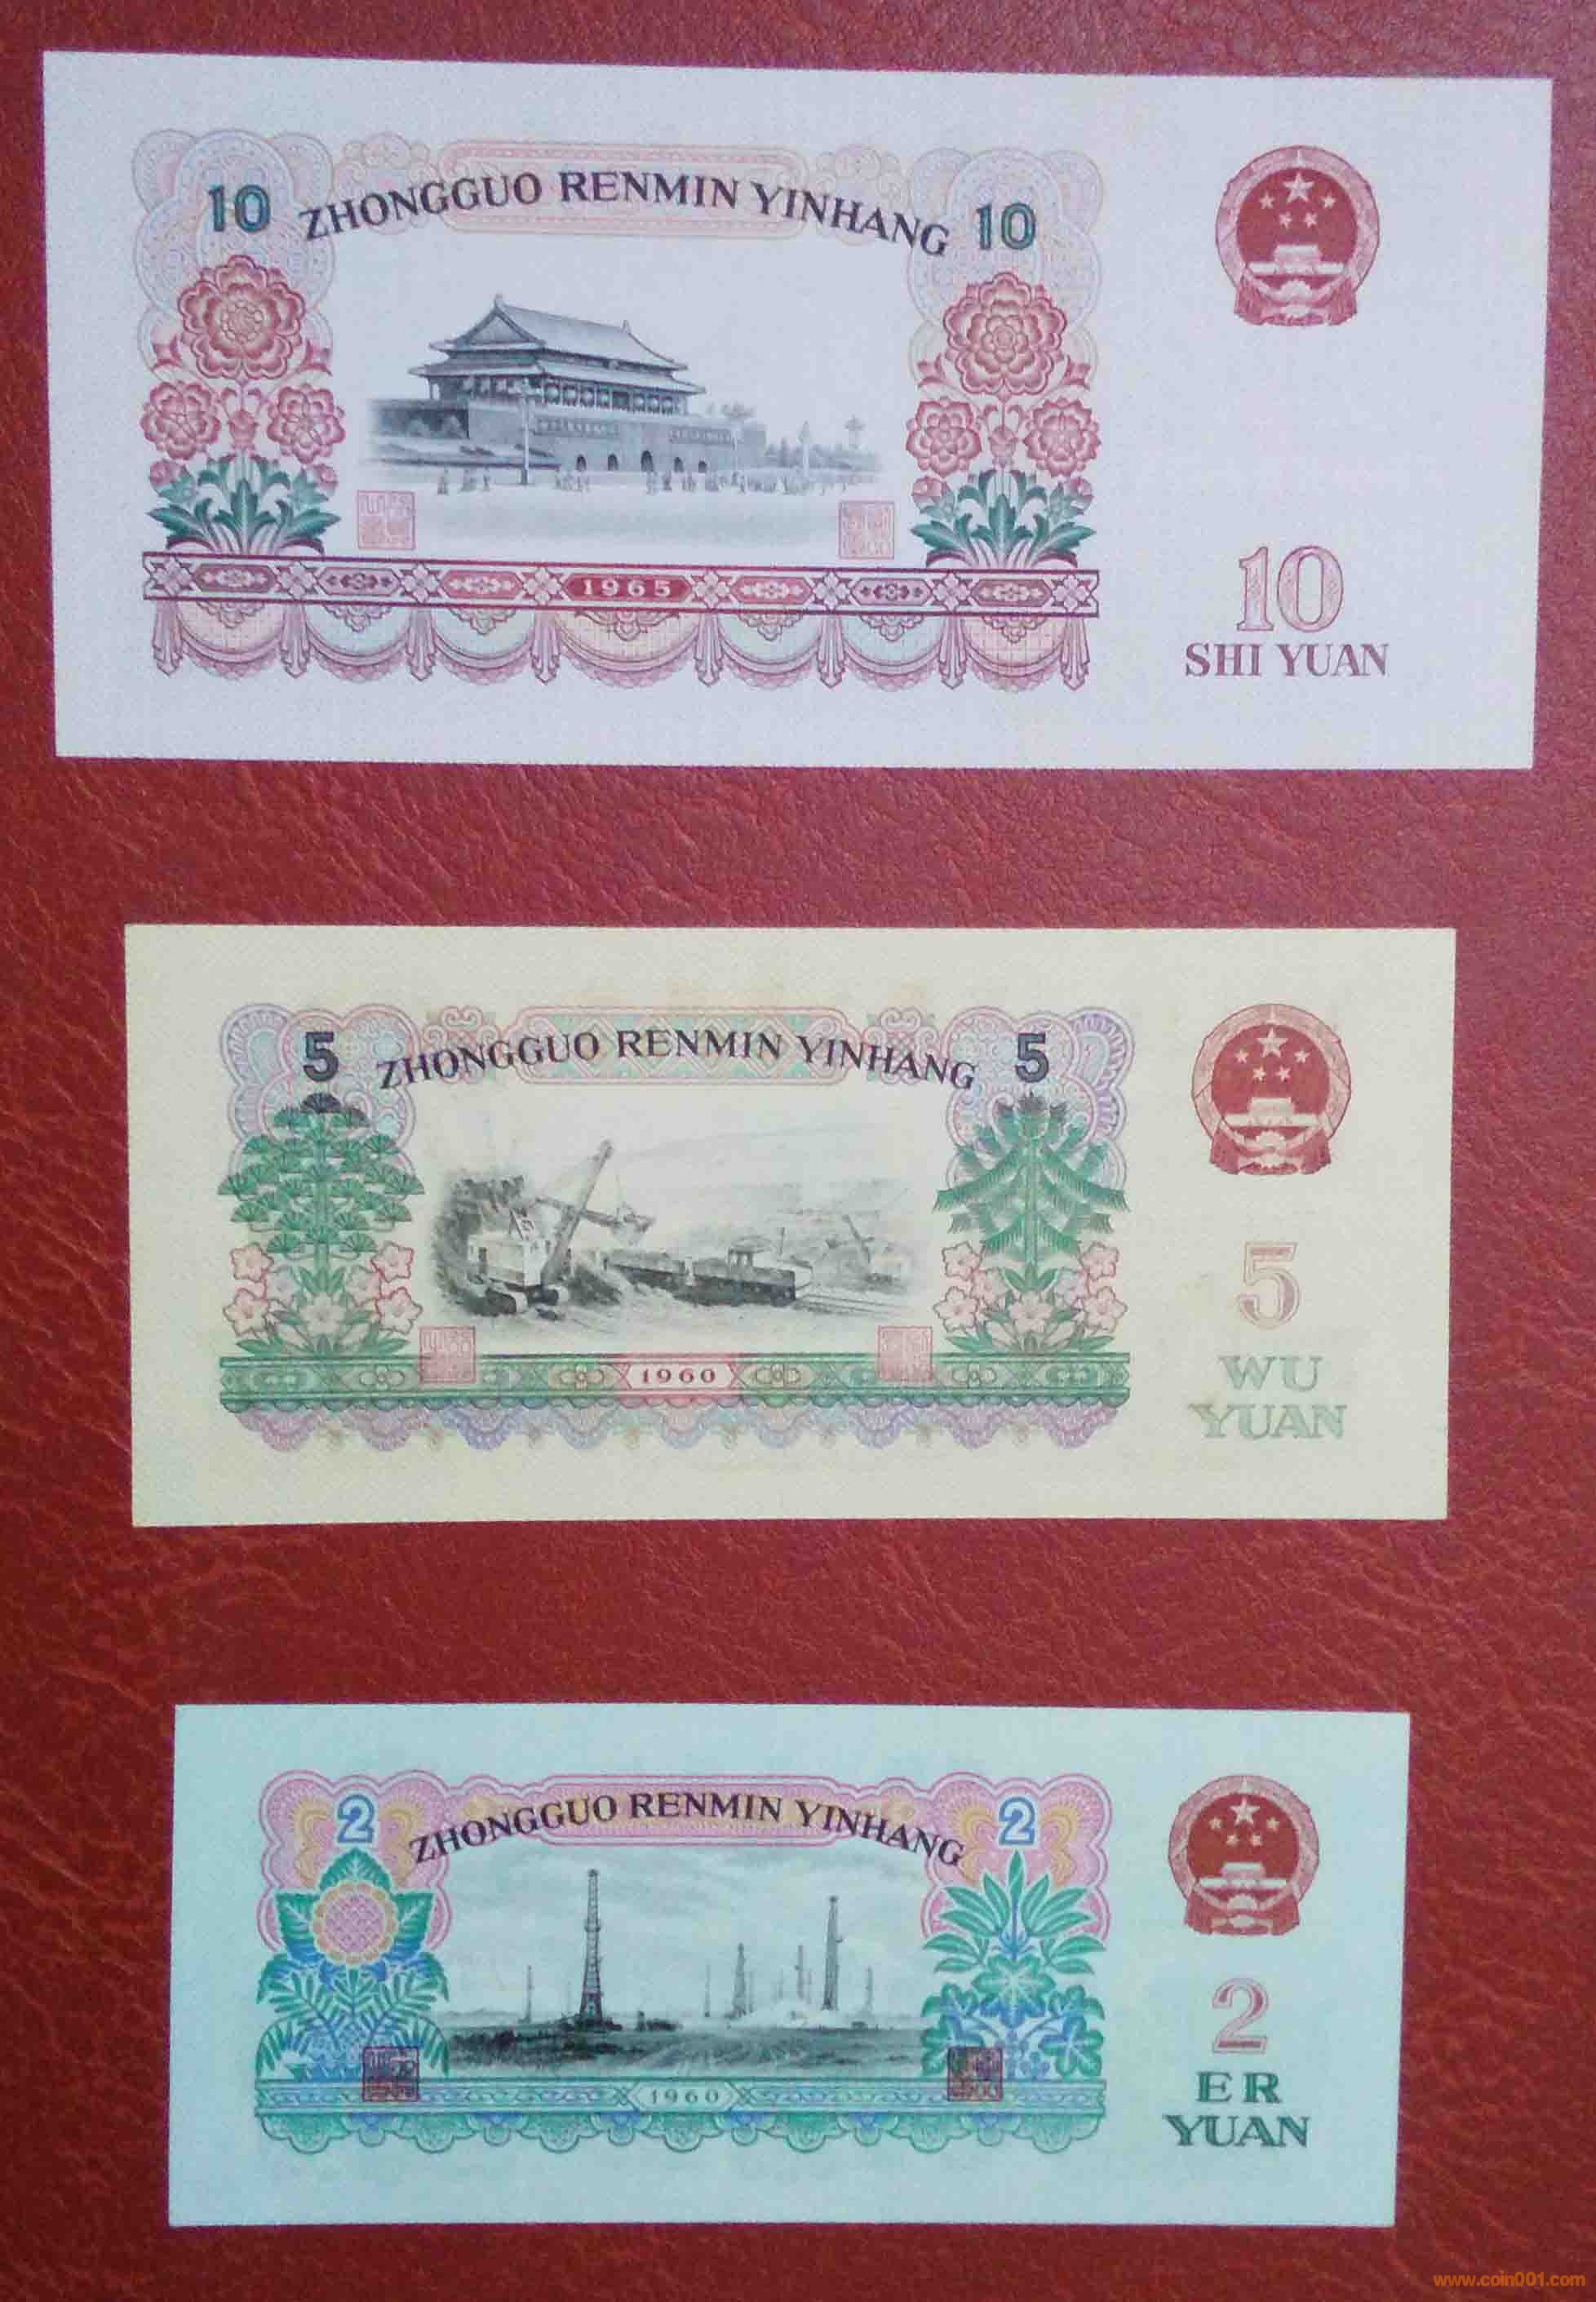 10 ZHONGGUO RENMIN YINHANG 10
1965
10
SHI YUAN
5 ZHONGGUO RENMIN YINHANG 5
1960
5
WU
YUAN
2 ZHONGGUO RENMIN YINHANG 2
1960
2
ER
YUAN
www.coin001.com